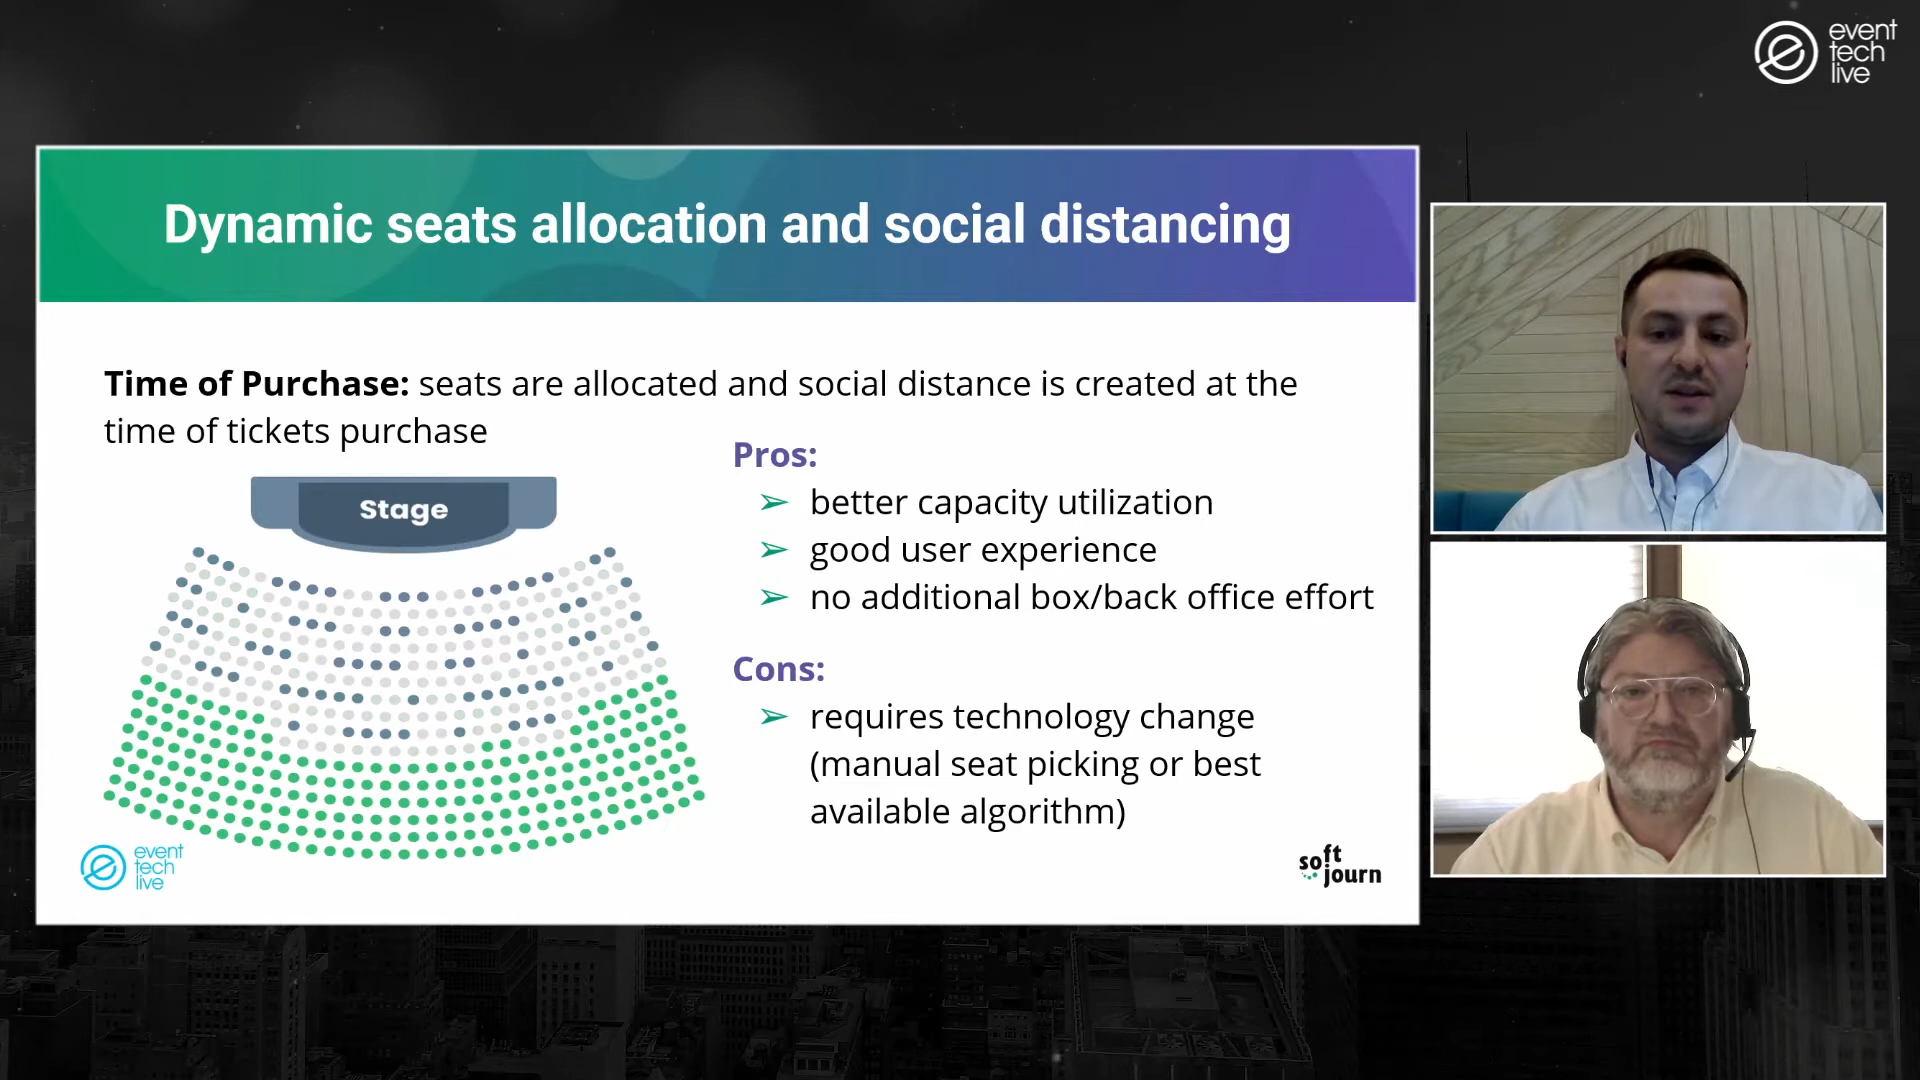 event
tech
live
Dynamic seats allocation and social distancing
Time of Purchase: seats are allocated and social distance is created at the
time of tickets purchase
Stage
Pros:
➢ better capacity utilization
➢ good user experience
➢ no additional box/back office effort
Cons:
➢ requires technology change
(manual seat picking or best
available algorithm)
event
tech
live
soft
journ